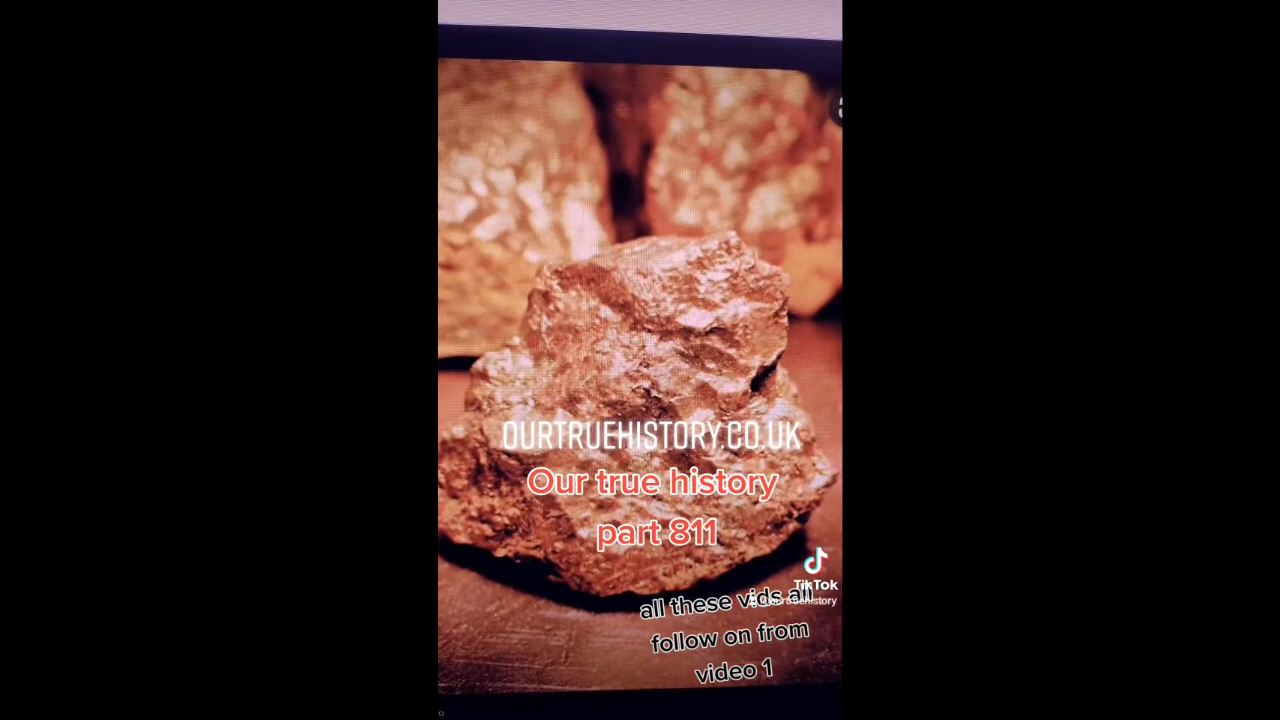 OURTRUEHISTORY.CO.UK
Our true history
part 811
TikTok
all these vids all
follow on from
video 1